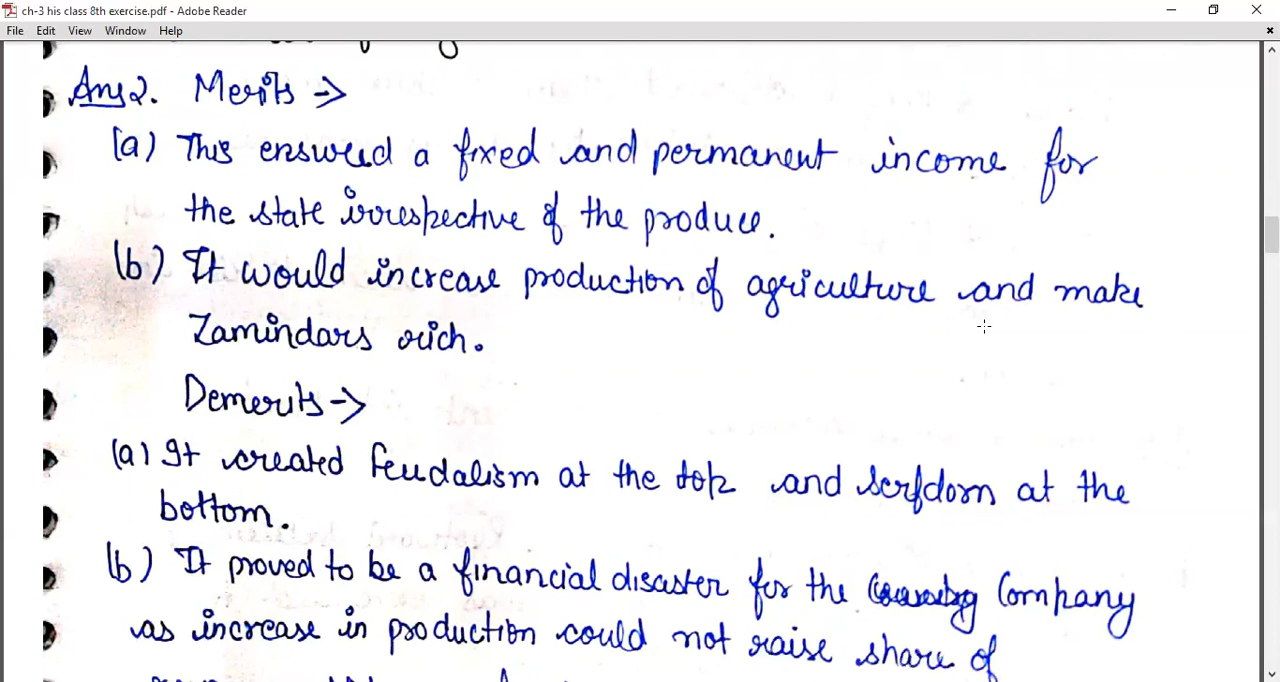 ch-3 his class 8th exercise.pdf - Adobe Reader
File Edit View Window Help
Ans 2. Merits →
(a) This ensured a fixed and permanent income for
the state irrespective of the produce.
(b) It would increase production of agriculture and make
Zamindars rich.
Demerits →
(a) It created feudalism at the top and serfdom at the
bottom.
(b) It proved to be a financial disaster for the Company
as increase in production could not raise share of